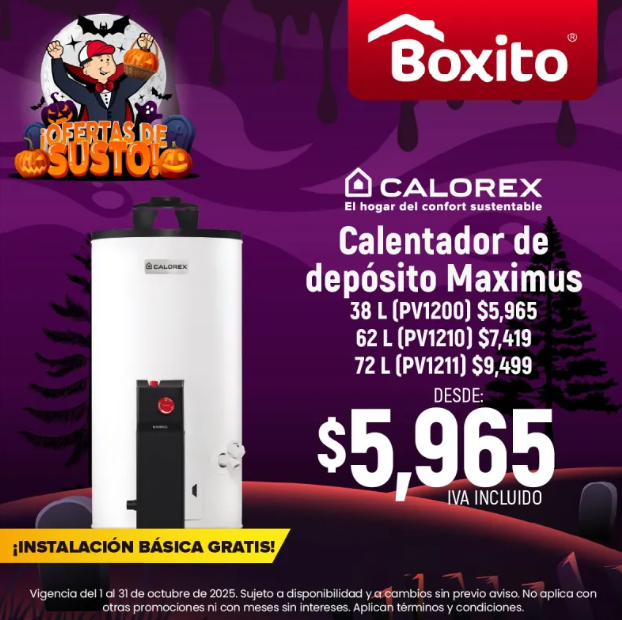 Boxito®
¡OFERTAS DE
SUSTO!
CALOREX
El hogar del confort sustentable
Calentador de
depósito Maximus
38 L (PV1200) $5,965
62 L (PV1210) $7,419
72 L (PV1211) $9,499
DESDE:
$5,965
IVA INCLUIDO
CALOREX
¡INSTALACIÓN BÁSICA GRATIS!
Vigencia del 1 al 31 de octubre de 2025. Sujeto a disponibilidad y a cambios sin previo aviso. No aplica con
otras promociones ni con meses sin intereses. Aplican términos y condiciones.